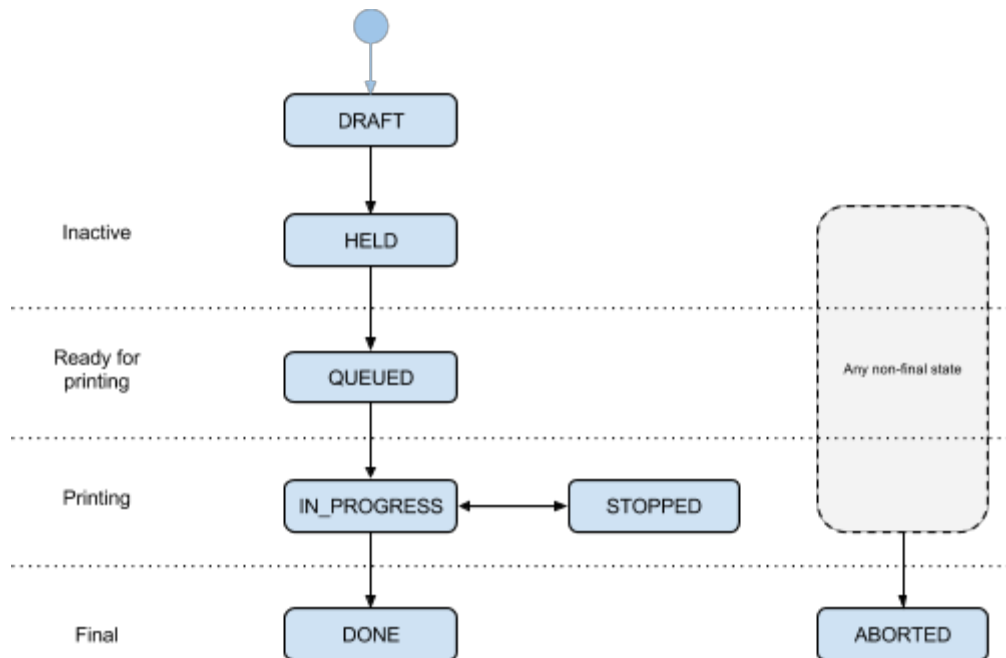 DRAFT
Inactive
HELD
Ready for
printing
QUEUED
Any non-final state
Printing
IN_PROGRESS
STOPPED
Final
DONE
ABORTED